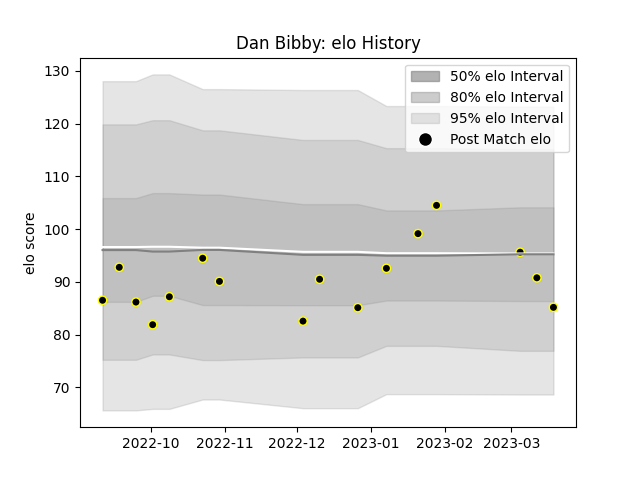 Dan Bibby: elo History
130
120
110
100
90
80
70
elo score
50% elo Interval
80% elo Interval
95% elo Interval
Post Match elo
2022-10 2022-11 2022-12 2023-01 2023-02 2023-03